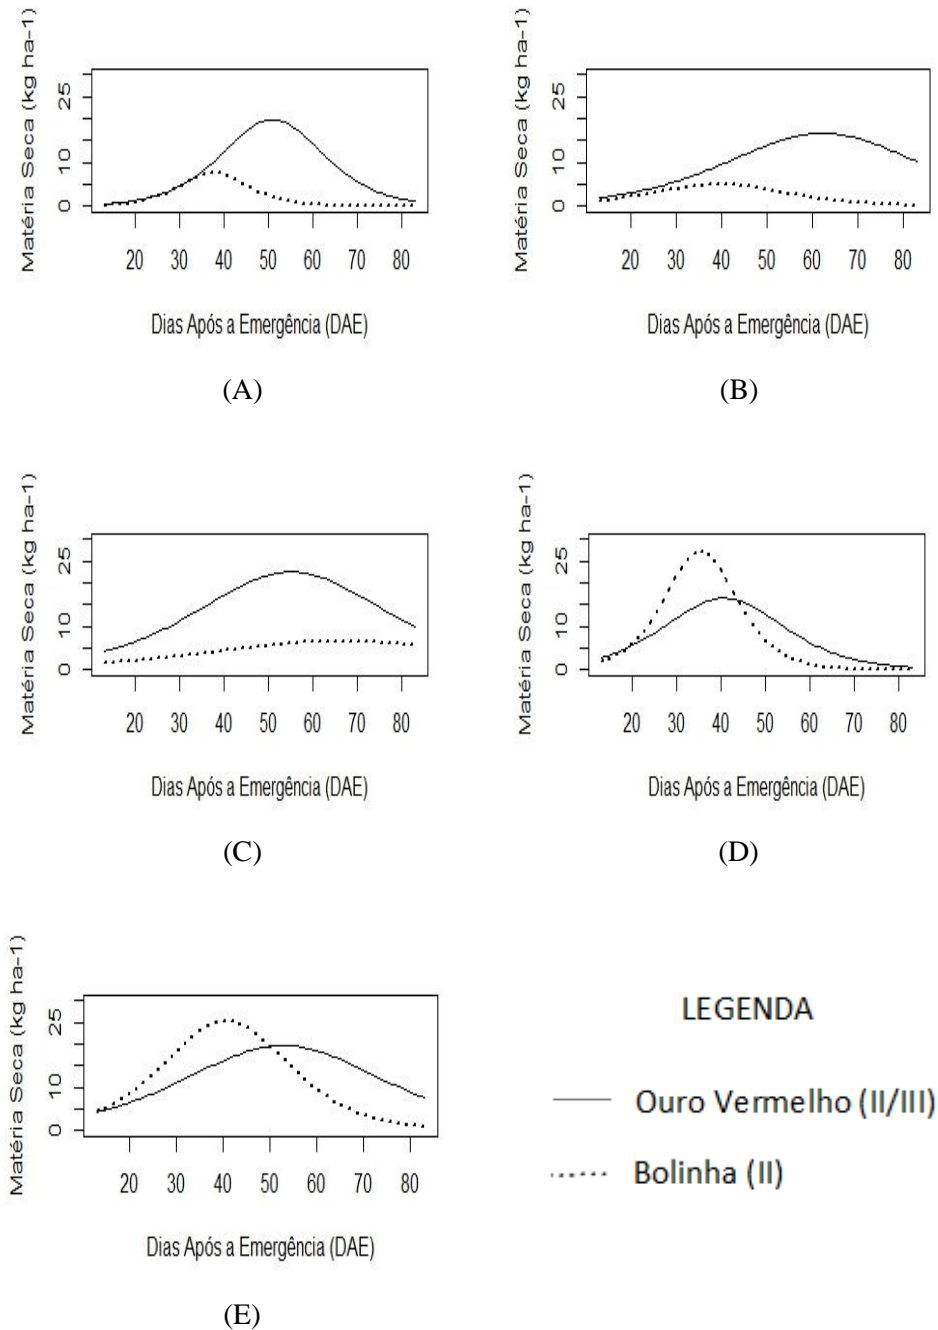 Matéria Seca (kg ha-1)
25
10
0
20 30 40 50 60 70 80
Dias Após a Emergência (DAE)
(A)
Matéria Seca (kg ha-1)
25
10
0
20 30 40 50 60 70 80
Dias Após a Emergência (DAE)
(B)
Matéria Seca (kg ha-1)
25
10
0
20 30 40 50 60 70 80
Dias Após a Emergência (DAE)
(C)
Matéria Seca (kg ha-1)
25
10
0
20 30 40 50 60 70 80
Dias Após a Emergência (DAE)
(D)
Matéria Seca (kg ha-1)
25
10
0
20 30 40 50 60 70 80
Dias Após a Emergência (DAE)
(E)
LEGENDA
Ouro Vermelho (II/III)
Bolinha (II)